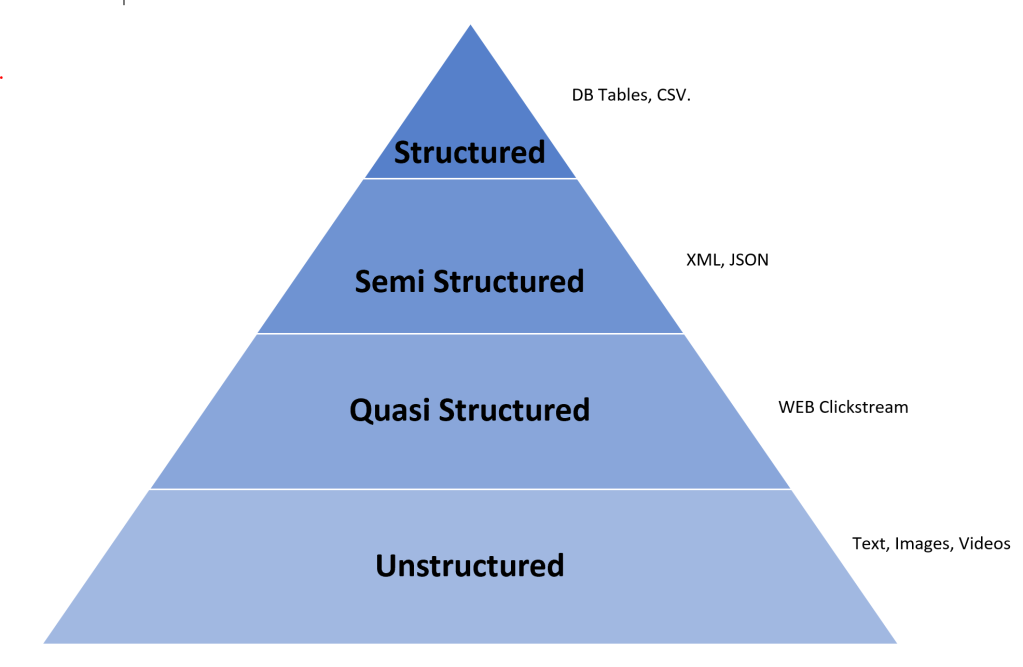 DB Tables, CSV.
Structured
XML, JSON
Semi Structured
WEB Clickstream
Quasi Structured
Text, Images, Videos
Unstructured